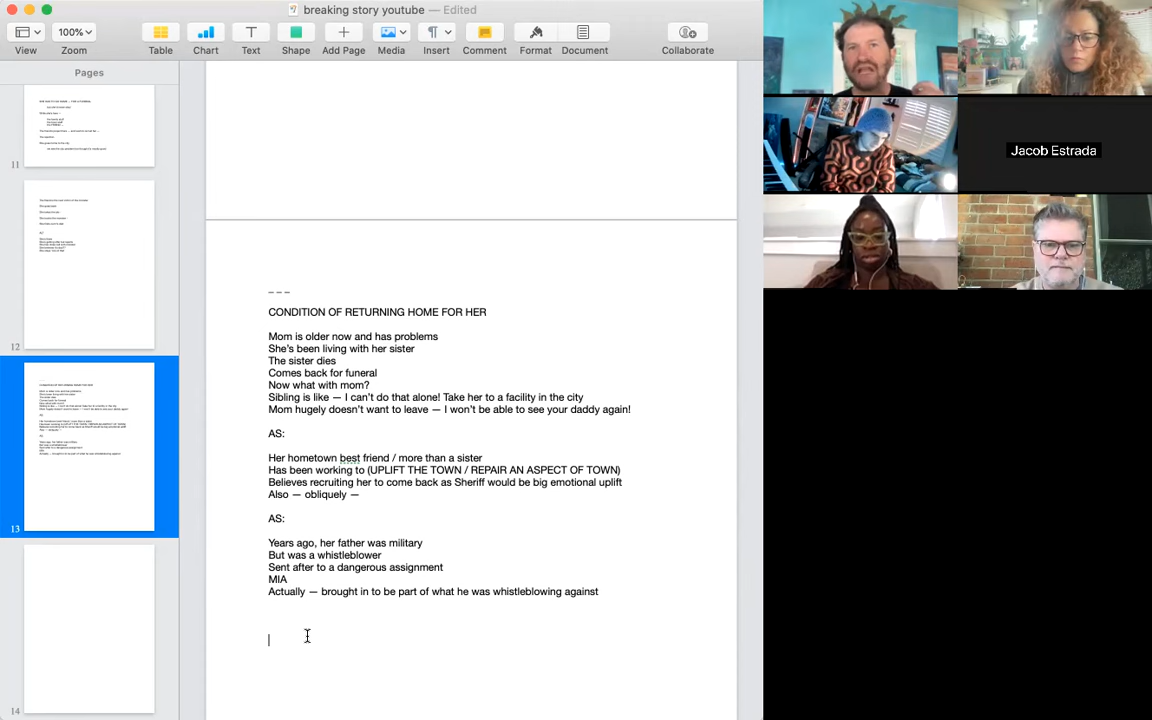 breaking story youtube — Edited
View
100%
Zoom
Table
Chart
Text
Add Page
Shape
Media
Insert
Comment
Format
Document
Collaborate
Pages
11
12
13
14
– – –
CONDITION OF RETURNING HOME FOR HER
Mom is older now and has problems
She's been living with her sister
The sister dies
Comes back for funeral
Now what with mom?
Sibling is like — I can't do that alone! Take her to a facility in the city
Mom hugely doesn't want to leave — I won't be able to see your daddy again!
AS:
Her hometown best friend / more than a sister
Has been working to (UPLIFT THE TOWN / REPAIR AN ASPECT OF TOWN)
Believes recruiting her to come back as Sheriff would be big emotional uplift
Also — obliquely —
AS:
Years ago, her father was military
But was a whistleblower
Sent after to a dangerous assignment
MIA
Actually — brought in to be part of what he was whistleblowing against
Jacob Estrada